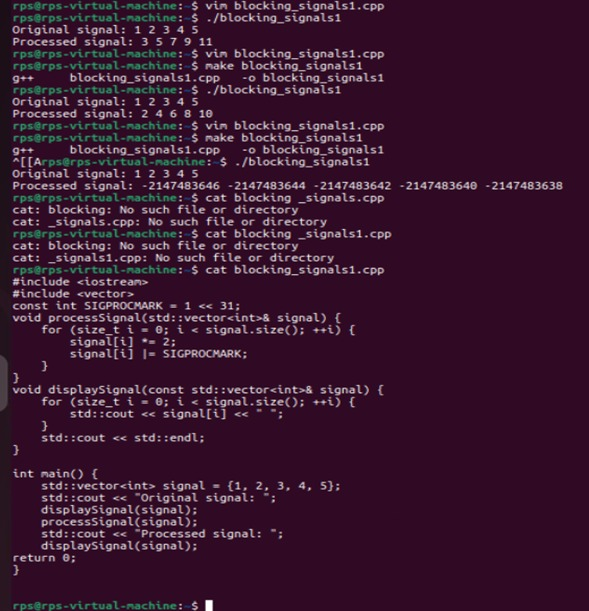 rps@rps-virtual-machine:~$ vim blocking_signals1.cpp
rps@rps-virtual-machine:~$ ./blocking_signals1
Original signal: 1 2 3 4 5
Processed signal: 3 5 7 9 11
rps@rps-virtual-machine:~$ vim blocking_signals1.cpp
rps@rps-virtual-machine:~$ make blocking_signals1
g++     blocking_signals1.cpp   -o blocking_signals1
rps@rps-virtual-machine:~$ ./blocking_signals1
Original signal: 1 2 3 4 5
Processed signal: 2 4 6 8 10
rps@rps-virtual-machine:~$ vim blocking_signals1.cpp
rps@rps-virtual-machine:~$ make blocking_signals1
g++     blocking_signals1.cpp   -o blocking_signals1
^[[Arps@rps-virtual-machine:~$ ./blocking_signals1
Original signal: 1 2 3 4 5
Processed signal: -2147483646 -2147483644 -2147483642 -2147483640 -2147483638
rps@rps-virtual-machine:~$ cat blocking _signals.cpp
cat: blocking: No such file or directory
cat: _signals.cpp: No such file or directory
rps@rps-virtual-machine:~$ cat blocking _signals1.cpp
cat: blocking: No such file or directory
cat: _signals1.cpp: No such file or directory
rps@rps-virtual-machine:~$ cat blocking_signals1.cpp
#include <iostream>
#include <vector>
const int SIGPROCMARK = 1 << 31;
void processSignal(std::vector<int>& signal) {
    for (size_t i = 0; i < signal.size(); ++i) {
        signal[i] *= 2;
        signal[i] |= SIGPROCMARK;
    }
}
void displaySignal(const std::vector<int>& signal) {
    for (size_t i = 0; i < signal.size(); ++i) {
        std::cout << signal[i] << " ";
    }
    std::cout << std::endl;
}

int main() {
    std::vector<int> signal = {1, 2, 3, 4, 5};
    std::cout << "Original signal: ";
    displaySignal(signal);
    processSignal(signal);
    std::cout << "Processed signal: ";
    displaySignal(signal);
return 0;
}

rps@rps-virtual-machine:~$